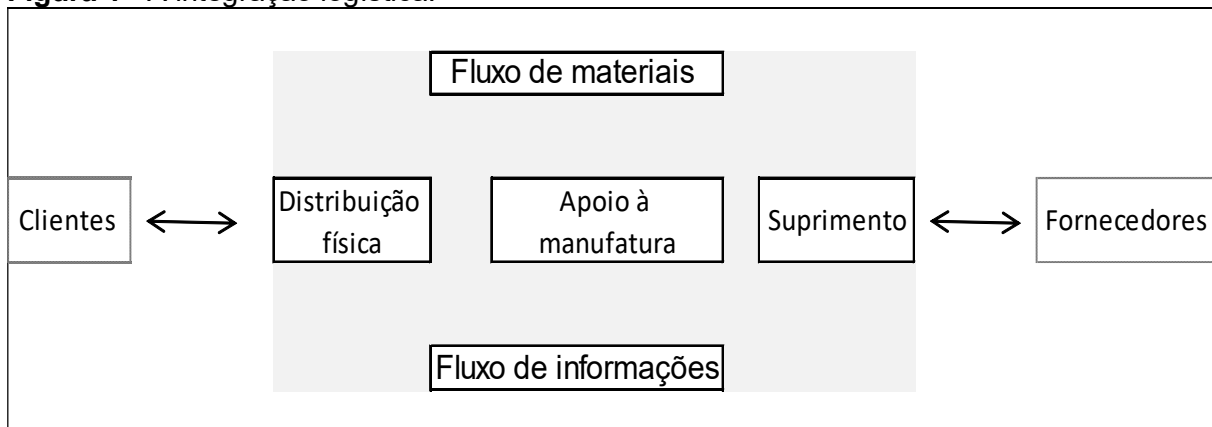 Fluxo de materiais
Clientes
Distribuição
física
Apoio à
manufatura
Suprimento
Fornecedores
Fluxo de informações